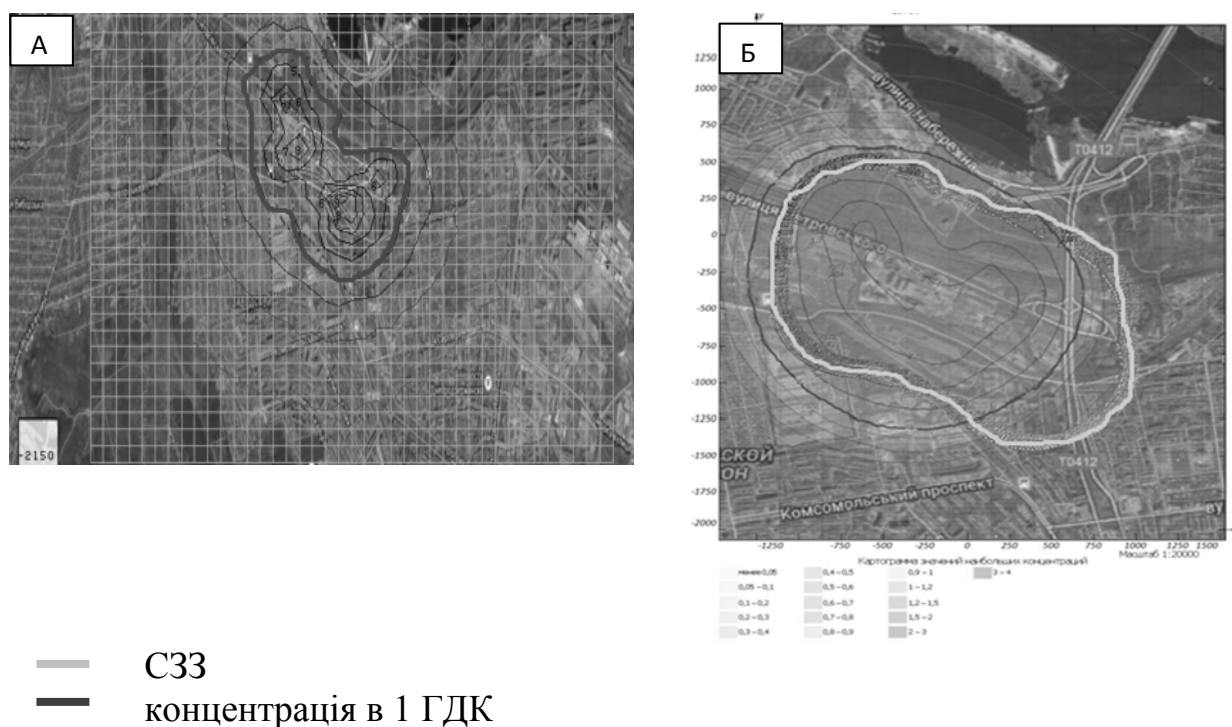 А
-2150
Б
1250
1000
750
500
250
0
-250
-500
-750
-1000
-1250
-1500
-2000
вулиця Набережна
Т0412
вулиця
СКОЙ
ОН
Т0412
Комсомольський проспект
ву
-1250
-750
-500
-250
0
250
500
750
1000
1500
Масштаб 1:20000
Картограмма значений наибольших концентраций
менее 0,05
0,4 – 0,5
0,9 – 1
3 – 4
0,05 – 0,1
0,5 – 0,6
1 – 1,2
0,1 – 0,2
0,6 – 0,7
1,2 – 1,5
0,2 – 0,3
0,7 – 0,8
1,5 – 2
0,3 – 0,4
0,8 – 0,9
2 – 3
СЗЗ
концентрація в 1 ГДК